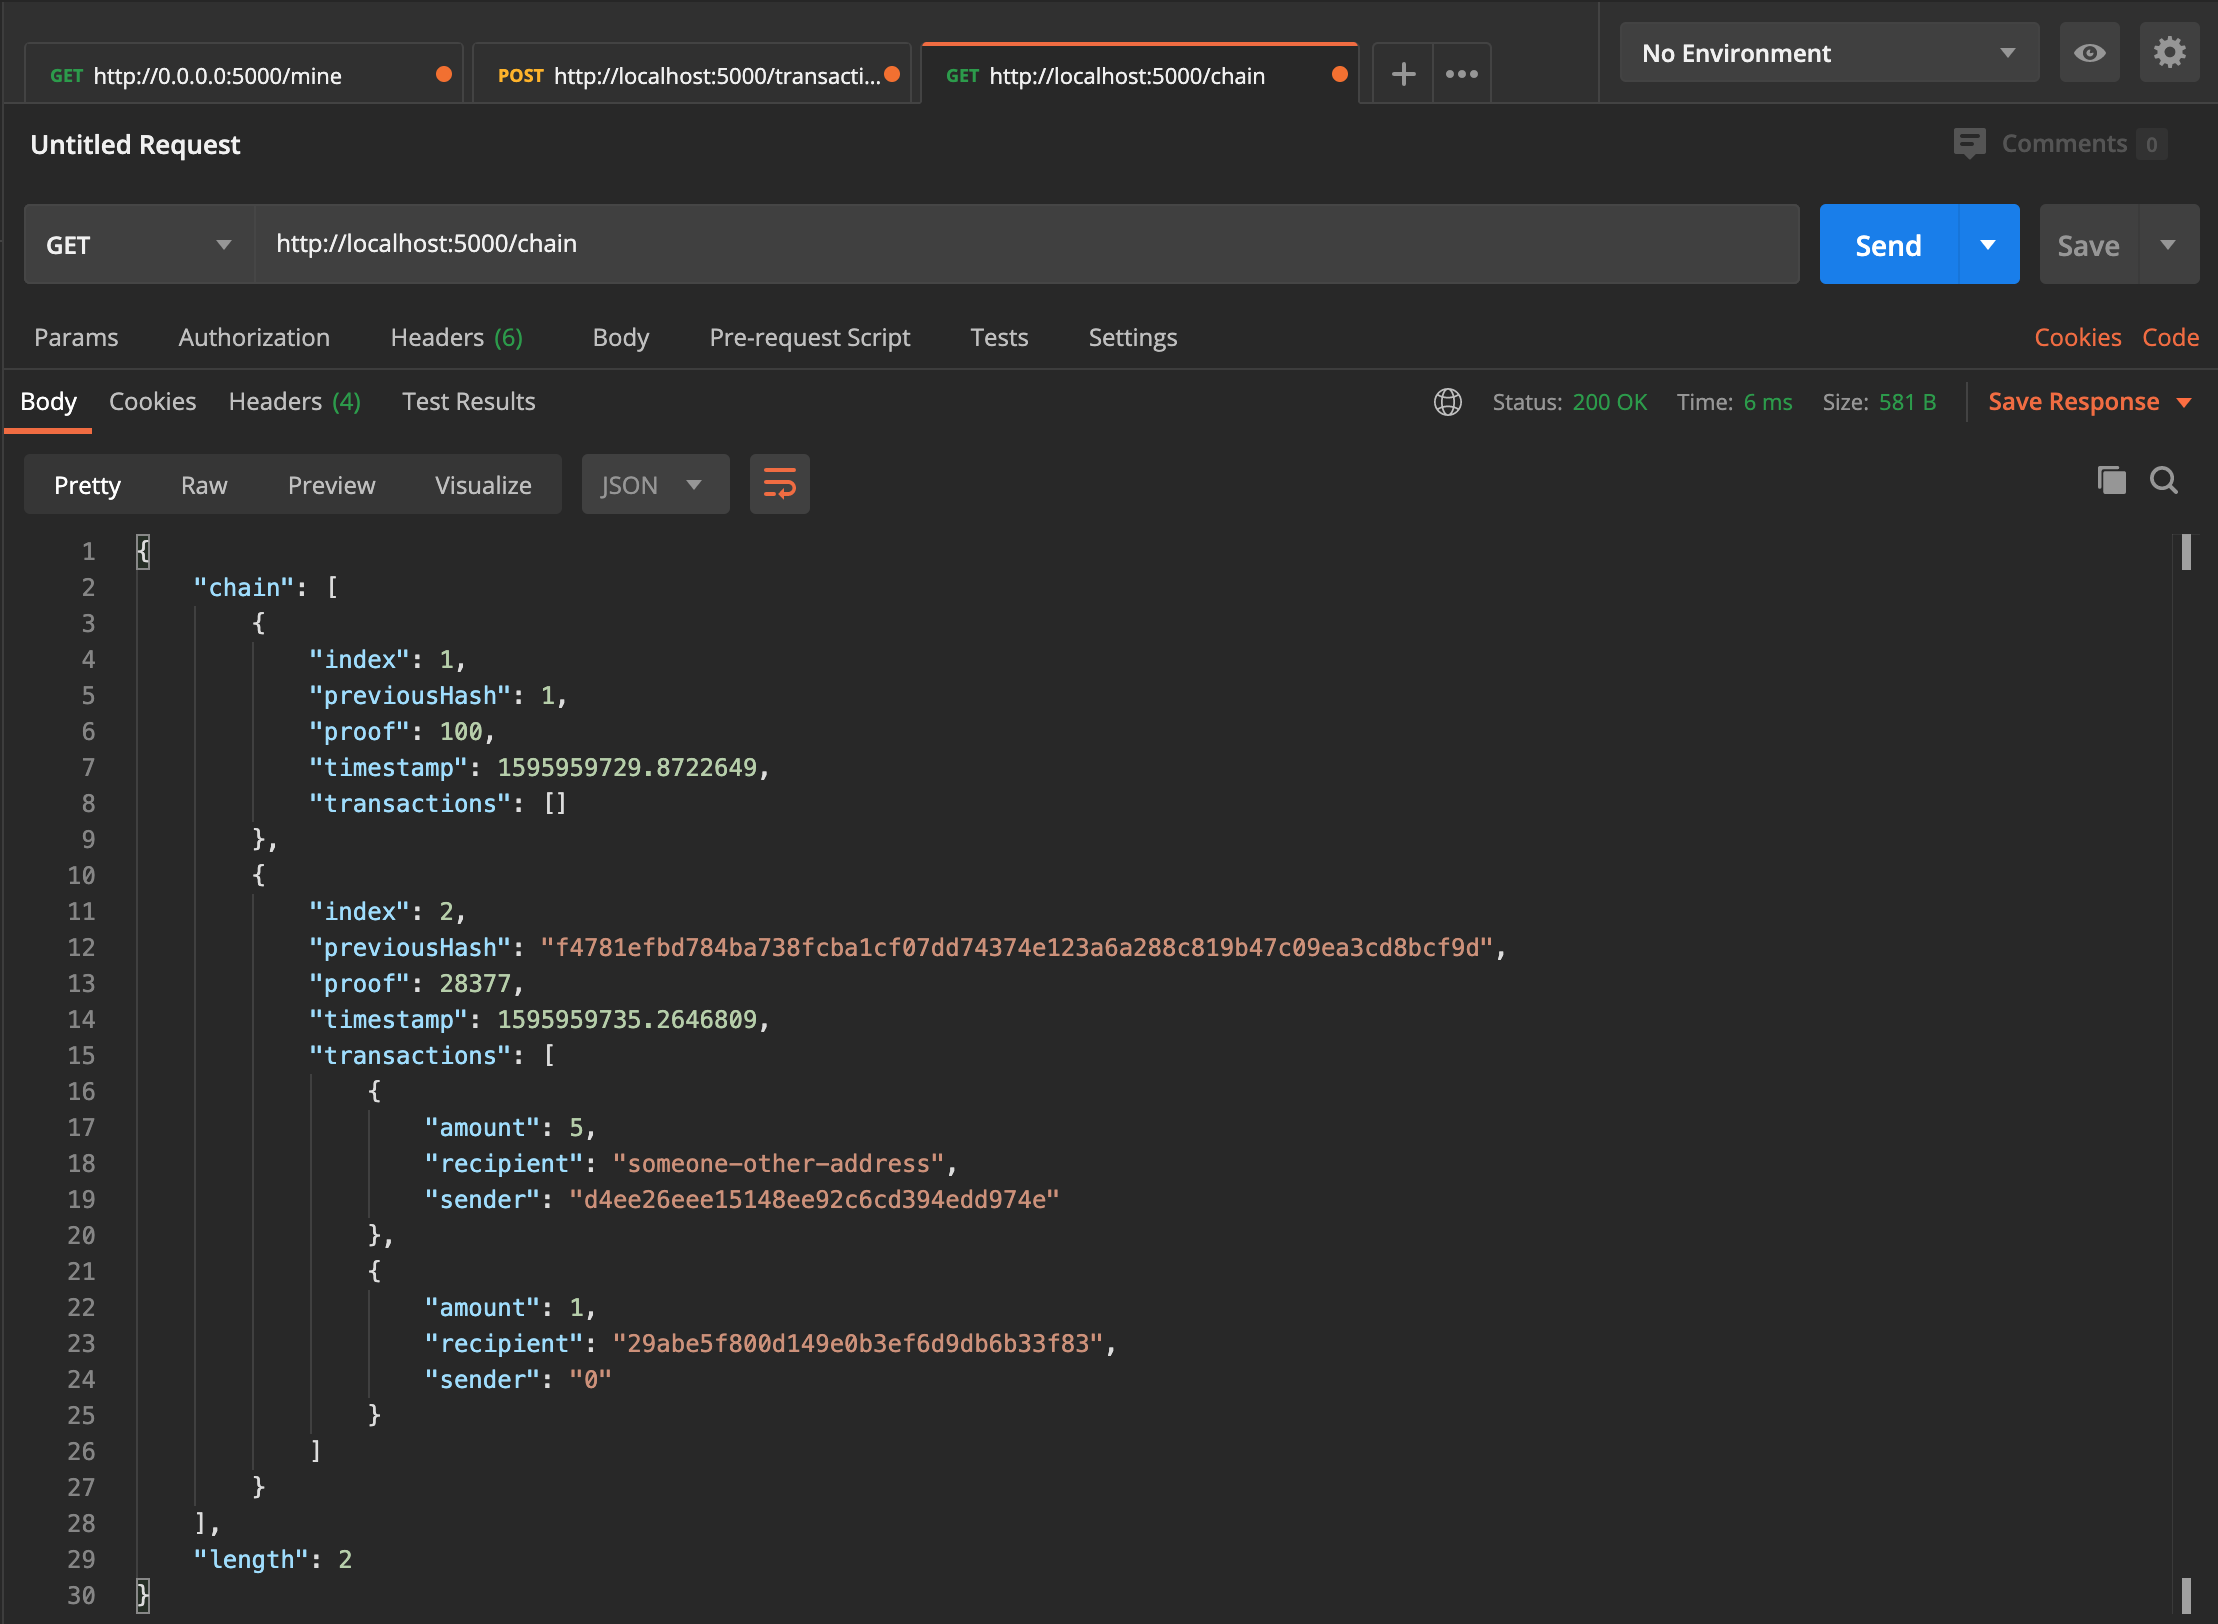 GET http://0.0.0.0:5000/mine POST http://localhost:5000/transacti... GET http://localhost:5000/chain No Environment
Untitled Request Comments 0
GET http://localhost:5000/chain Send Save
Params Authorization Headers (6) Body Pre-request Script Tests Settings Cookies Code
Body Cookies Headers (4) Test Results Status: 200 OK Time: 6 ms Size: 581 B Save Response
Pretty Raw Preview Visualize JSON
1 {
2 "chain": [
3 {
4 "index": 1,
5 "previousHash": 1,
6 "proof": 100,
7 "timestamp": 1595959729.8722649,
8 "transactions": []
9 },
10 {
11 "index": 2,
12 "previousHash": "f4781efbd784ba738fcba1cf07dd74374e123a6a288c819b47c09ea3cd8bcf9d",
13 "proof": 28377,
14 "timestamp": 1595959735.2646809,
15 "transactions": [
16 {
17 "amount": 5,
18 "recipient": "someone-other-address",
19 "sender": "d4ee26eee15148ee92c6cd394edd974e"
20 },
21 {
22 "amount": 1,
23 "recipient": "29abe5f800d149e0b3ef6d9db6b33f83",
24 "sender": "0"
25 }
26 ]
27 }
28 ],
29 "length": 2
30 }